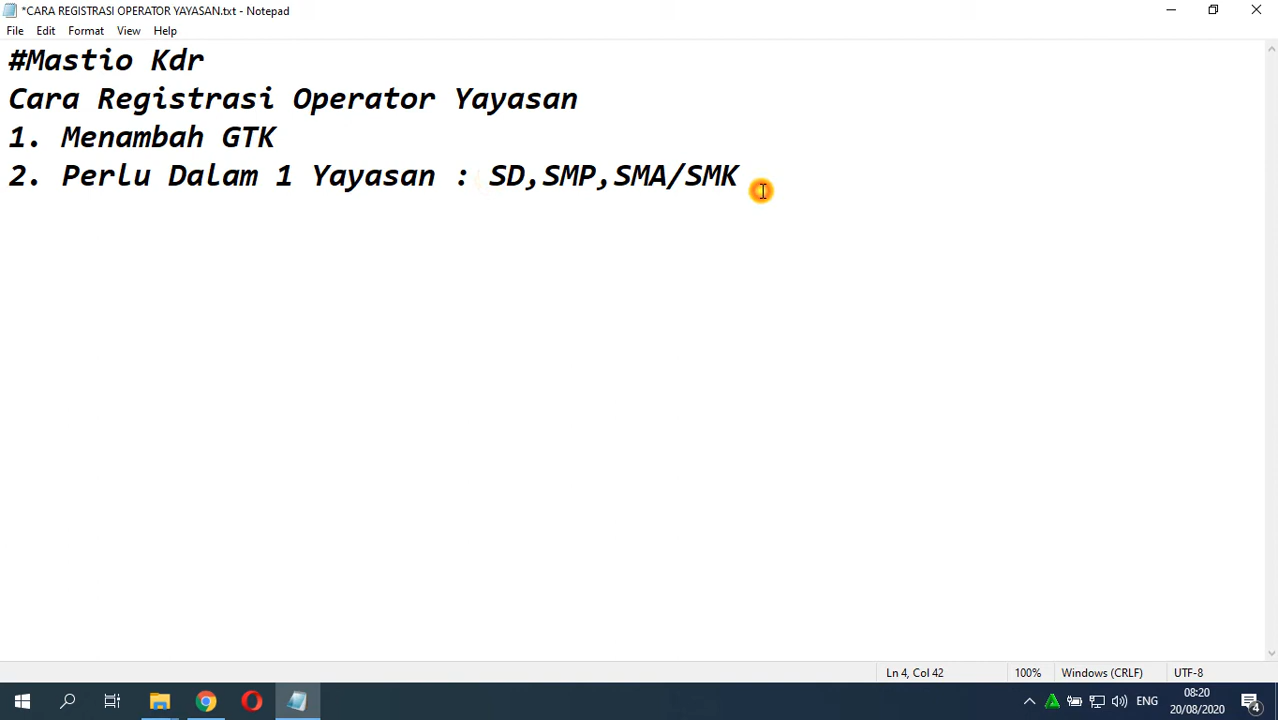 *CARA REGISTRASI OPERATOR YAYASAN.txt - Notepad
File Edit Format View Help
#Mastio Kdr
Cara Registrasi Operator Yayasan
1. Menambah GTK
2. Perlu Dalam 1 Yayasan : SD,SMP,SMA/SMK
Ln 4, Col 42 100% Windows (CRLF) UTF-8
ENG
08:20
20/08/2020
4